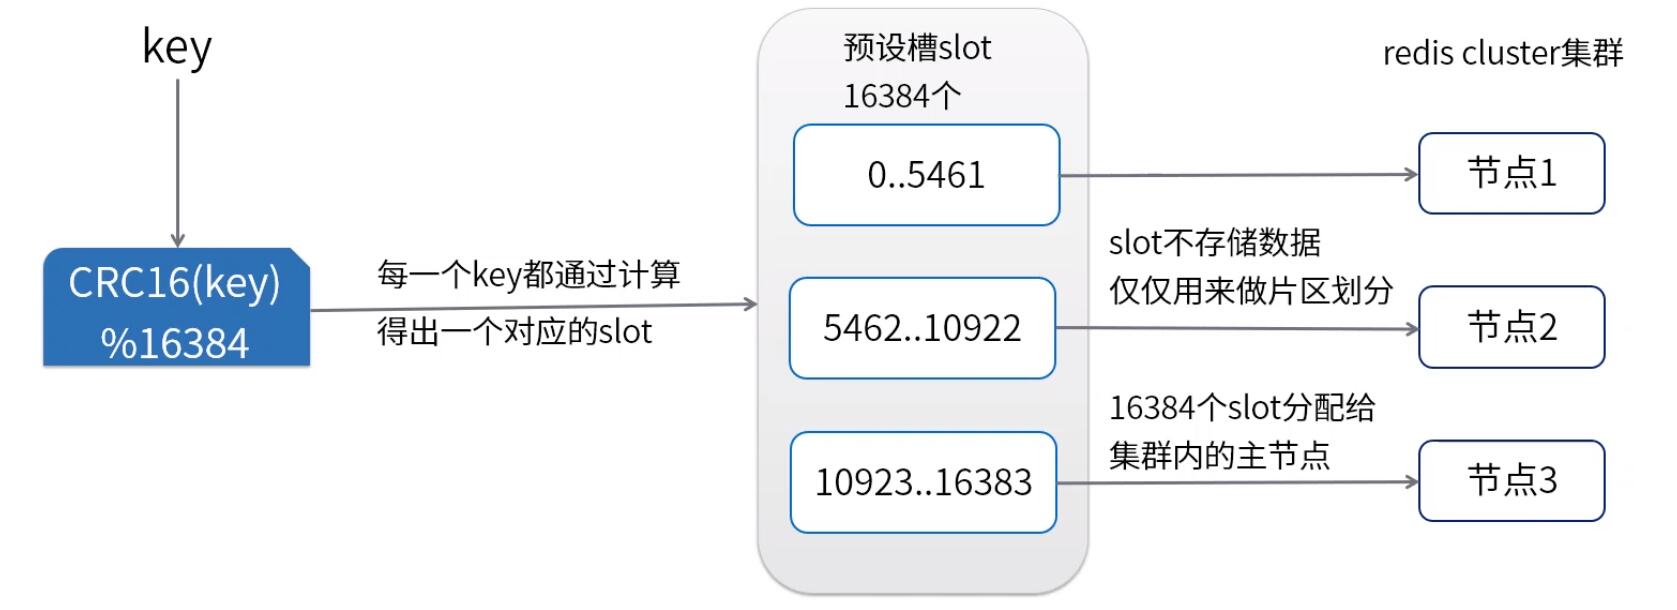 key
CRC16(key)
%16384
每一个key都通过计算
得出一个对应的slot
预设槽slot
16384个
0..5461
5462..10922
10923..16383
slot不存储数据
仅仅用来做片区划分
16384个slot分配给
集群内的主节点
redis cluster集群
节点1
节点2
节点3